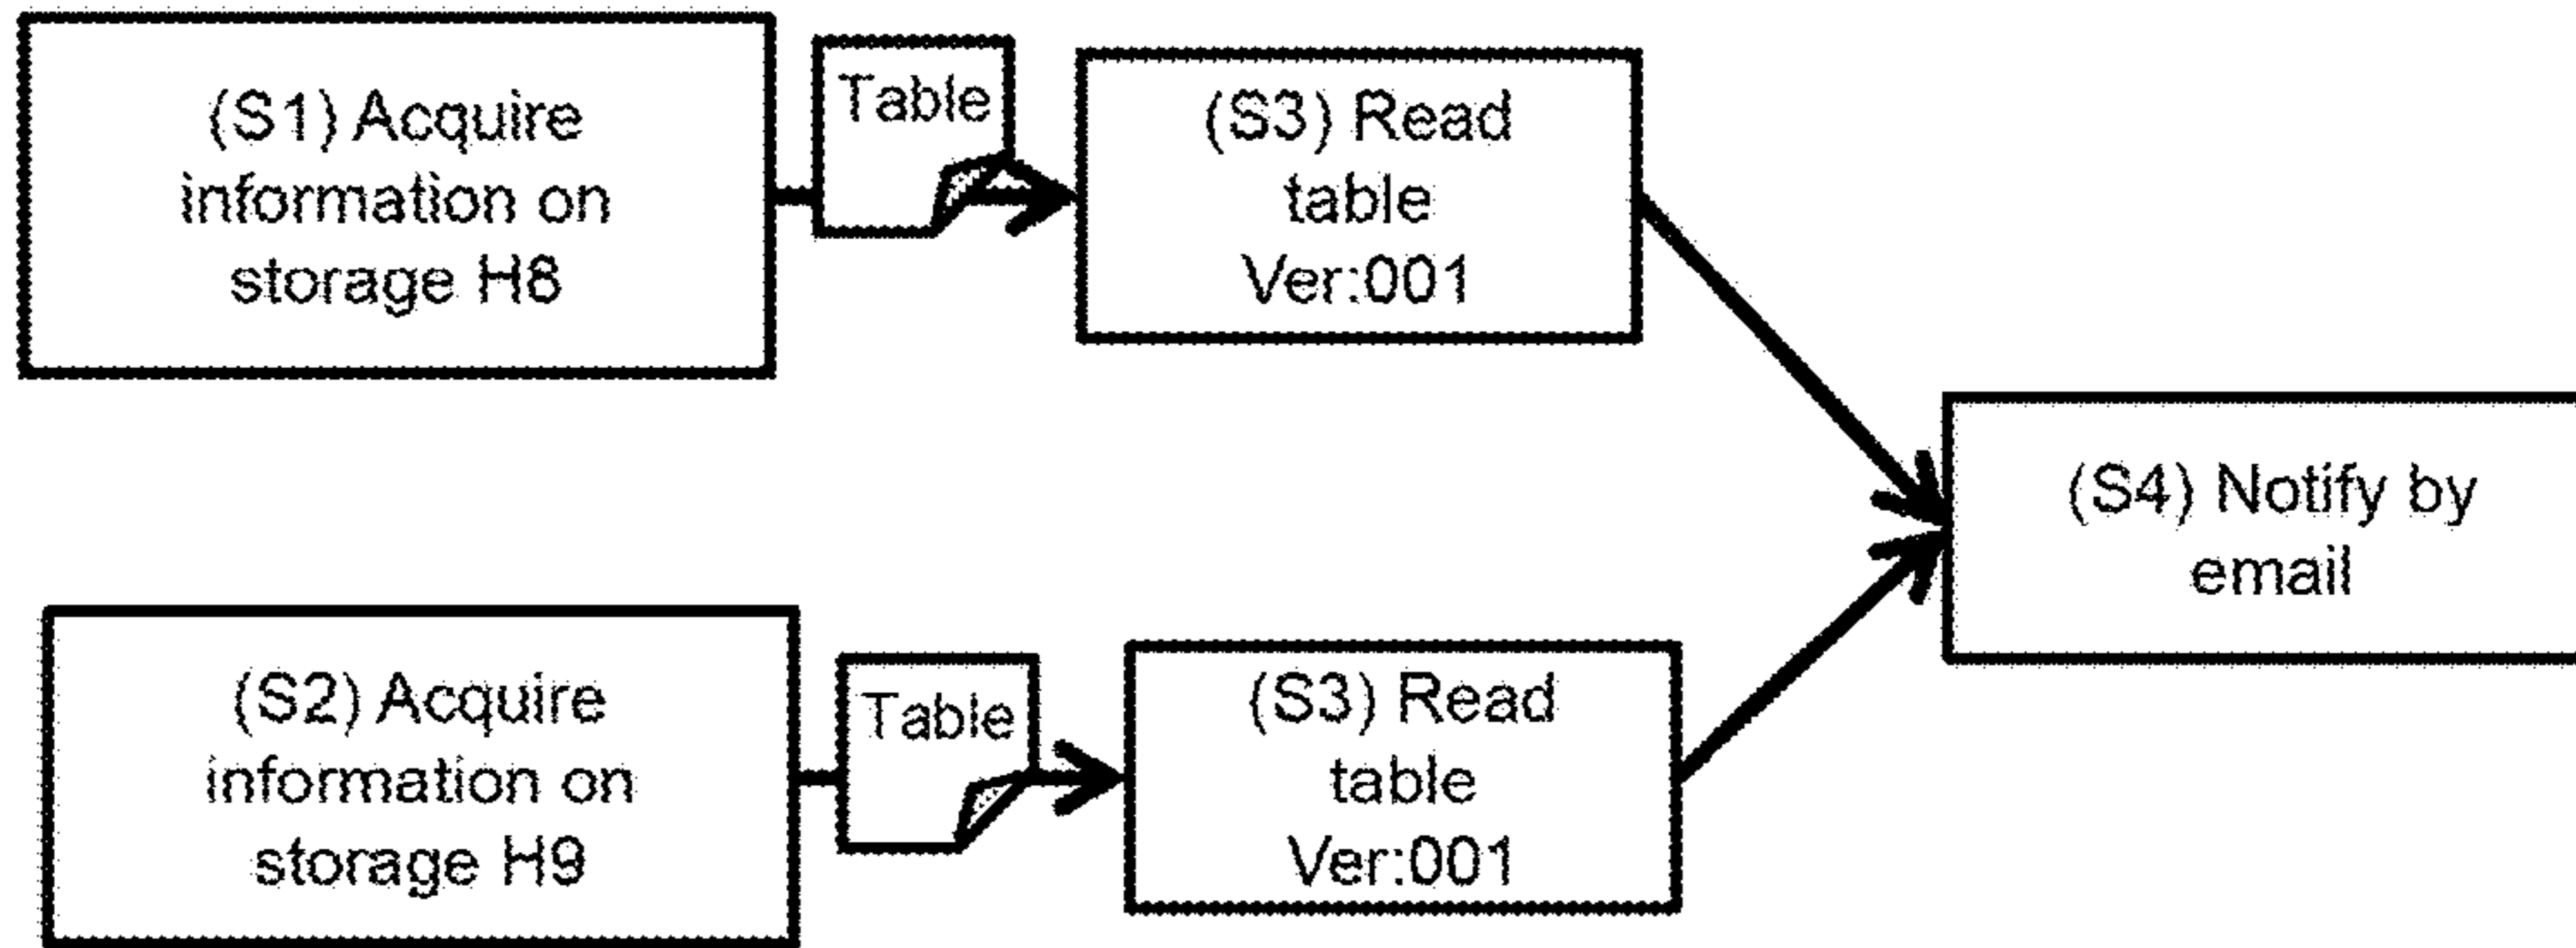 (S1) Acquire
information on
storage H8
Table
(S3) Read
table
Ver:001
(S4) Notify by
email
(S2) Acquire
information on
storage H9
Table
(S3) Read
table
Ver:001